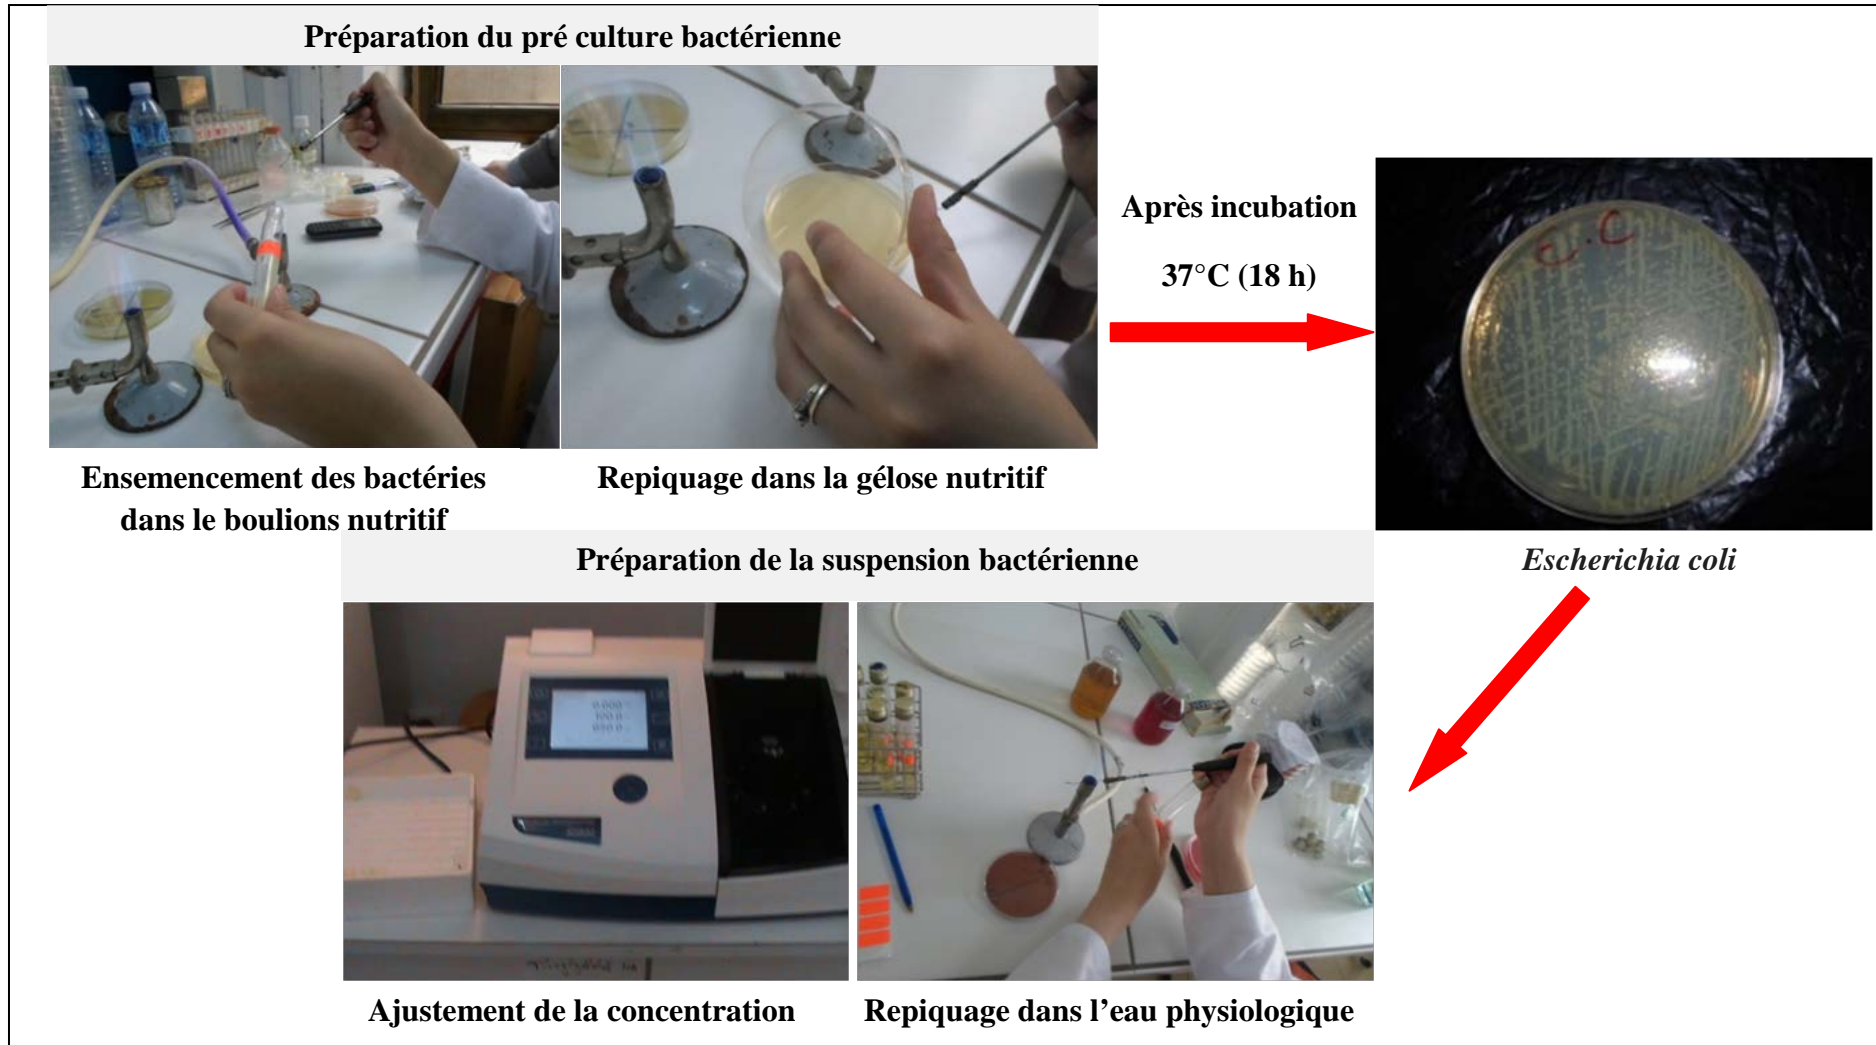 Préparation du pré culture bactérienne
Ensemencement des bactéries
dans le boulions nutritif
Repiquage dans la gélose nutritif
Après incubation
37°C (18 h)
E.C
Escherichia coli
Préparation de la suspension bactérienne
Ajustement de la concentration
Repiquage dans l’eau physiologique